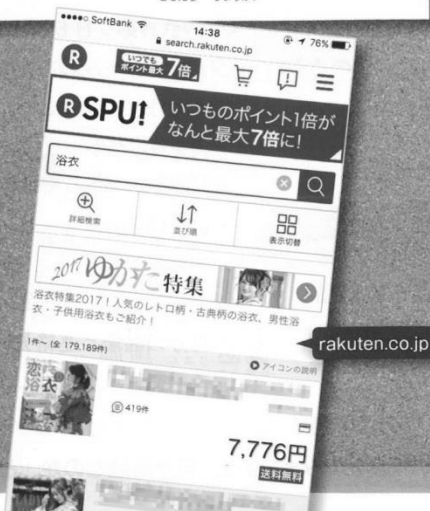 ●●●●○ SoftBank 14:38 76%
search.rakuten.co.jp
R
いつでも
ポイント最大7倍
R SPU!
いつものポイント1倍が
なんと最大7倍に!
浴衣
詳細検索
並び順
表示切替
2017 ゆかた 特集
浴衣特集2017!人気のレトロ柄・古典柄の浴衣、男性浴
衣・子供用浴衣もご紹介!
rakuten.co.jp
1件~ (全 179,189件)
アイコンの説明
恋する
浴衣
419件
7,776円
送料無料